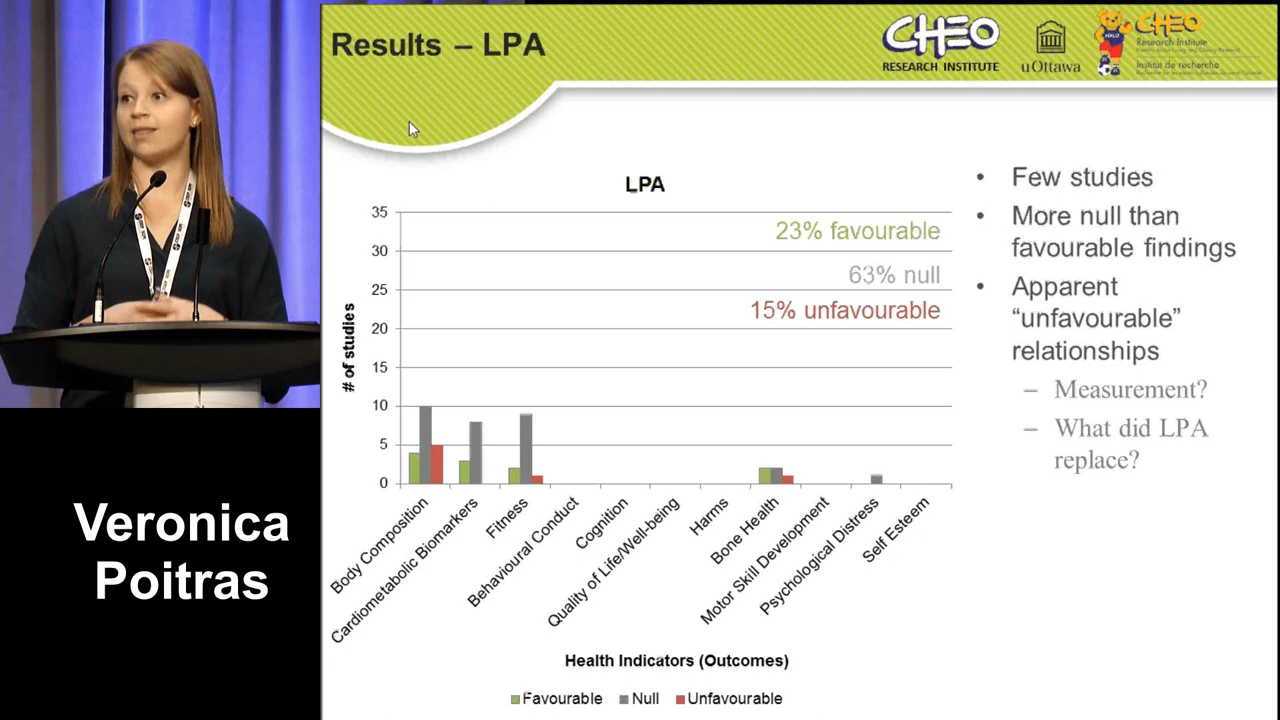 Results – LPA
CHEO
RESEARCH INSTITUTE
uOttawa
HALO
CHEO
Research Institute
Institut de recherche
LPA
23% favourable
63% null
15% unfavourable
35
30
25
20
15
10
5
0
# of studies
Body Composition
Cardiometabolic Biomarkers
Fitness
Behavioural Conduct
Cognition
Quality of Life/Well-being
Harms
Bone Health
Motor Skill Development
Psychological Distress
Self Esteem
Health Indicators (Outcomes)
Favourable
Null
Unfavourable
• Few studies
• More null than
favourable findings
• Apparent
“unfavourable”
relationships
– Measurement?
– What did LPA
replace?
Veronica
Poitras